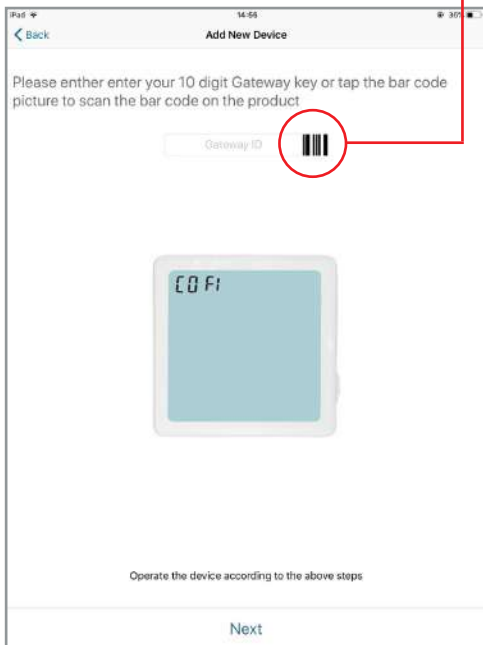 iPad 14:56 36%
Back Add New Device
Please enther enter your 10 digit Gateway key or tap the bar code
picture to scan the bar code on the product
Gateway ID
C0 FI
Operate the device according to the above steps
Next